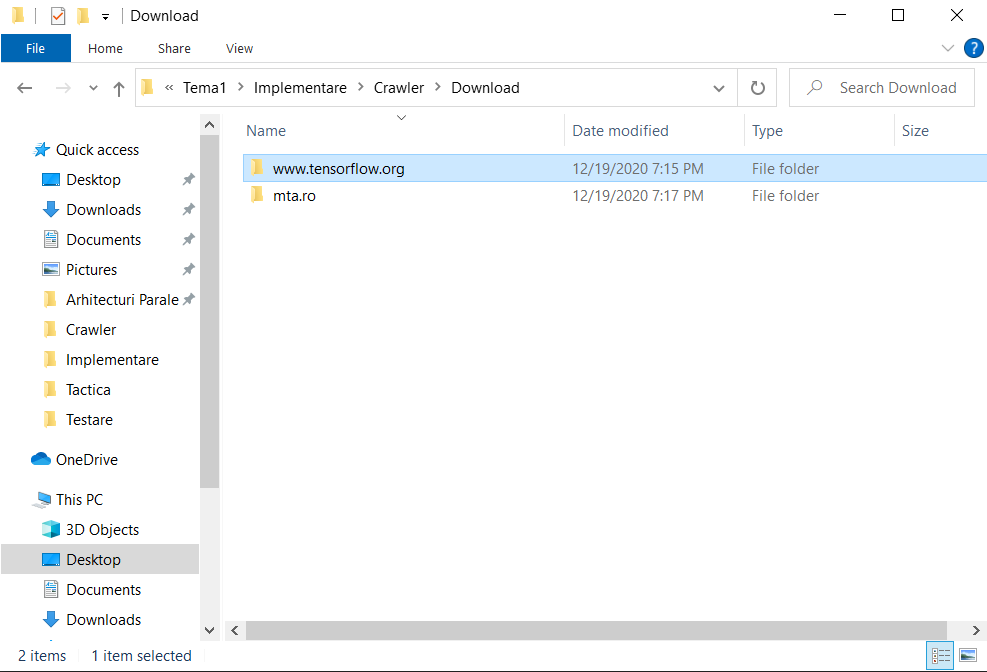 Download
File Home Share View
« Tema1 > Implementare > Crawler > Download Search Download
Name Date modified Type Size
www.tensorflow.org 12/19/2020 7:15 PM File folder
mta.ro 12/19/2020 7:17 PM File folder
Quick access
Desktop
Downloads
Documents
Pictures
Arhitecturi Parale
Crawler
Implementare
Tactica
Testare
OneDrive
This PC
3D Objects
Desktop
Documents
Downloads
2 items 1 item selected